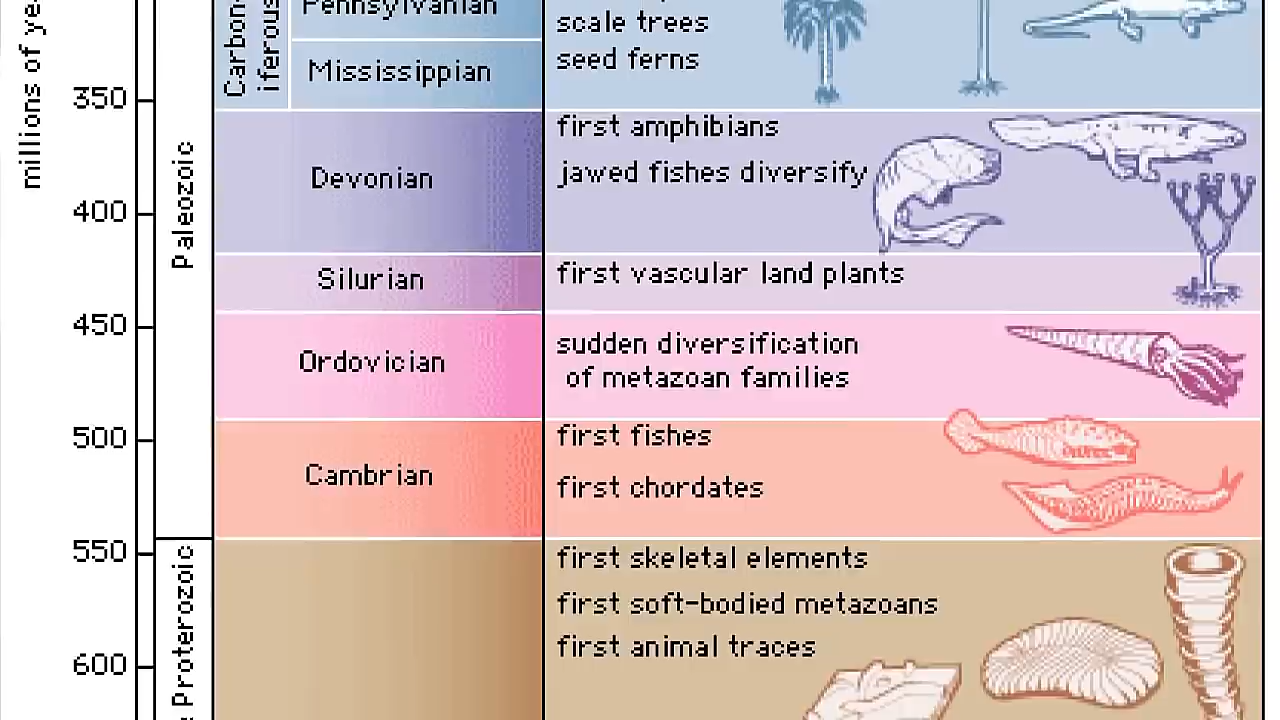 millions of ye
350
400
450
500
550
600
Paleozoic
Proterozoic
Carbon-
iferous
Pennsylvanian
Mississippian
scale trees
seed ferns
Devonian
first amphibians
jawed fishes diversify
Silurian
first vascular land plants
Ordovician
sudden diversification
of metazoan families
Cambrian
first fishes
first chordates
first skeletal elements
first soft-bodied metazoans
first animal traces